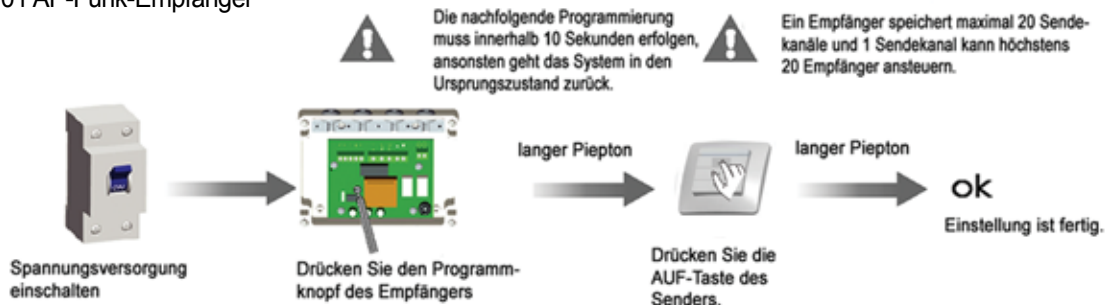 01 AP-Funk-Empfänger
Die nachfolgende Programmierung
muss innerhalb 10 Sekunden erfolgen,
ansonsten geht das System in den
Ursprungszustand zurück.
Ein Empfänger speichert maximal 20 Sende-
kanäle und 1 Sendekanal kann höchstens
20 Empfänger ansteuern.
langer Piepton
langer Piepton
ok
Einstellung ist fertig.
Spannungsversorgung
einschalten
Drücken Sie den Programm-
knopf des Empfängers
Drücken Sie die
AUF-Taste des
Senders.